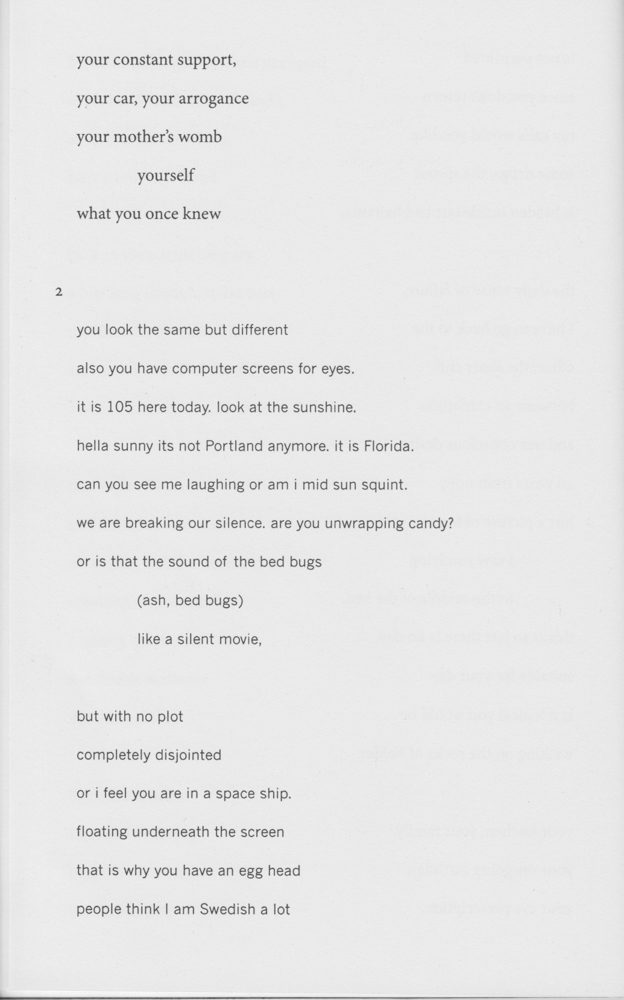 your constant support,
your car, your arrogance
your mother's womb
yourself
what you once knew
2
you look the same but different
also you have computer screens for eyes.
it is 105 here today. look at the sunshine.
hella sunny its not Portland anymore. it is Florida.
can you see me laughing or am i mid sun squint.
we are breaking our silence. are you unwrapping candy?
or is that the sound of the bed bugs
(ash, bed bugs)
like a silent movie,
but with no plot
completely disjointed
or i feel you are in a space ship.
floating underneath the screen
that is why you have an egg head
people think I am Swedish a lot